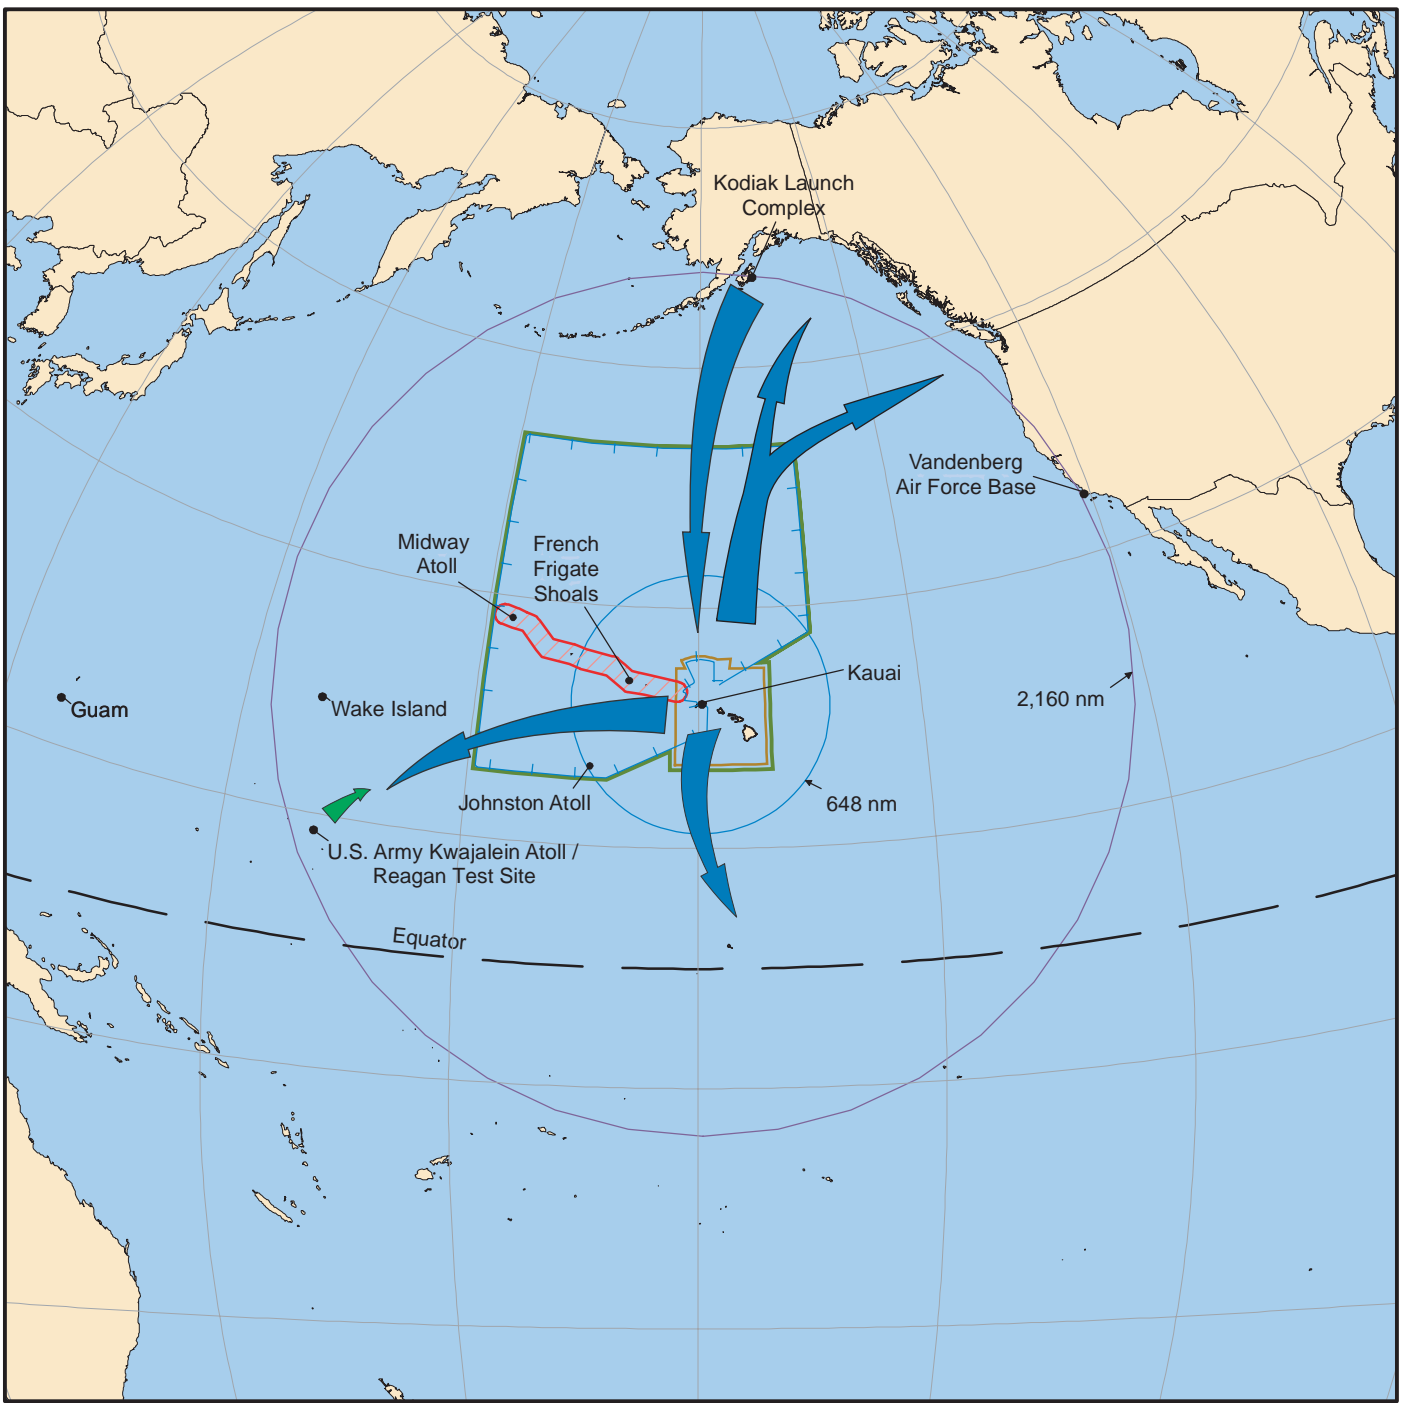 Kodiak Launch
Complex
Vandenberg
Air Force Base
Midway
Atoll
French
Frigate
Shoals
Kauai
Guam
Wake Island
2,160 nm
Johnston Atoll
648 nm
U.S. Army Kwajalein Atoll /
Reagan Test Site
Equator